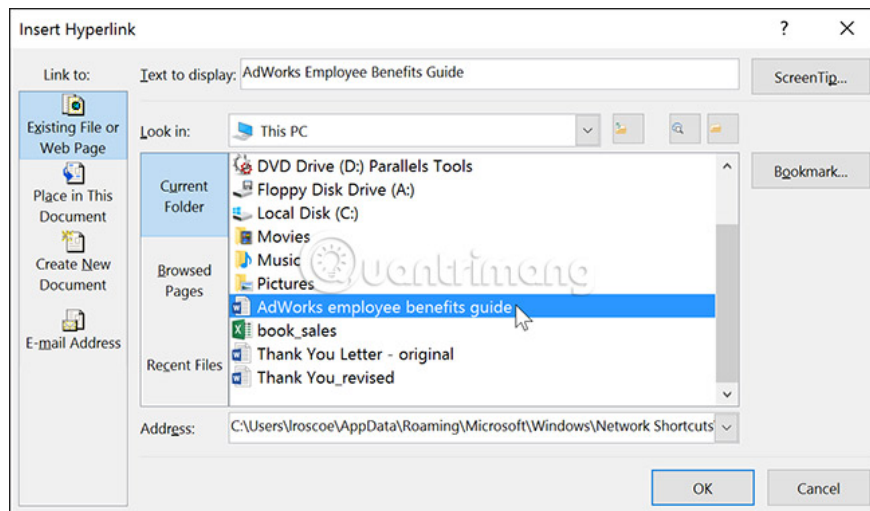 Insert Hyperlink
? X
Link to:
Text to display: AdWorks Employee Benefits Guide
ScreenTip...
Existing File or
Web Page
Place in This
Document
Create New
Document
E-mail Address
Look in: This PC
Current
Folder
Browsed
Pages
Recent Files
DVD Drive (D:) Parallels Tools
Floppy Disk Drive (A:)
Local Disk (C:)
Movies
Music
Pictures
AdWorks employee benefits guide
book_sales
Thank You Letter - original
Thank You_revised
Quantrimang
Bookmark...
Address: C:\Users\lroscoe\AppData\Roaming\Microsoft\Windows\Network Shortcuts
OK
Cancel